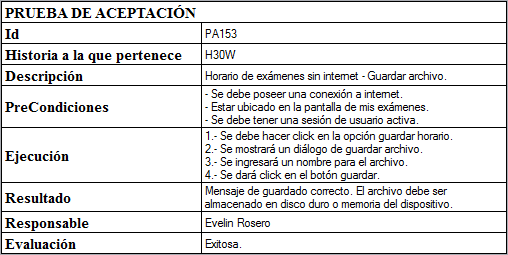 PRUEBA DE ACEPTACIÓN
Id PA153
Historia a la que pertenece H30W
Descripción Horario de exámenes sin internet - Guardar archivo.
PreCondiciones - Se debe poseer una conexión a internet.
- Estar ubicado en la pantalla de mis exámenes.
- Se debe tener una sesión de usuario activa.
Ejecución 1.- Se debe hacer click en la opción guardar horario.
2.- Se mostrará un diálogo de guardar archivo.
3.- Se ingresará un nombre para el archivo.
4.- Se dará click en el botón guardar.
Resultado Mensaje de guardado correcto. El archivo debe ser
almacenado en disco duro o memoria del dispositivo.
Responsable Evelin Rosero
Evaluación Exitosa.